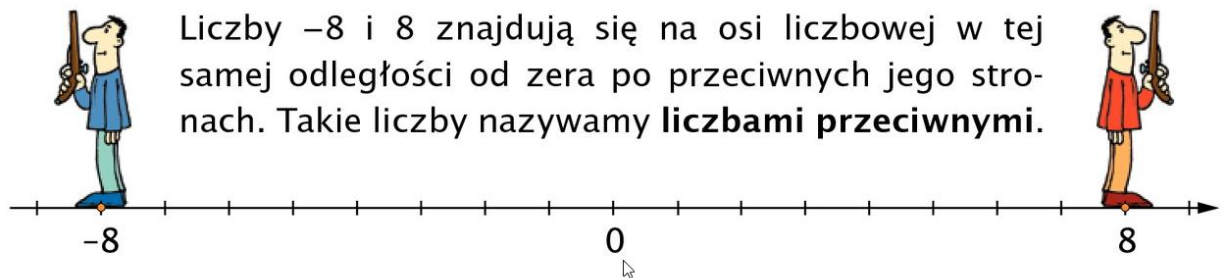 Liczby –8 i 8 znajdują się na osi liczbowej w tej
samej odległości od zera po przeciwnych jego stro-
nach. Takie liczby nazywamy liczbami przeciwnymi.
-8 0 8